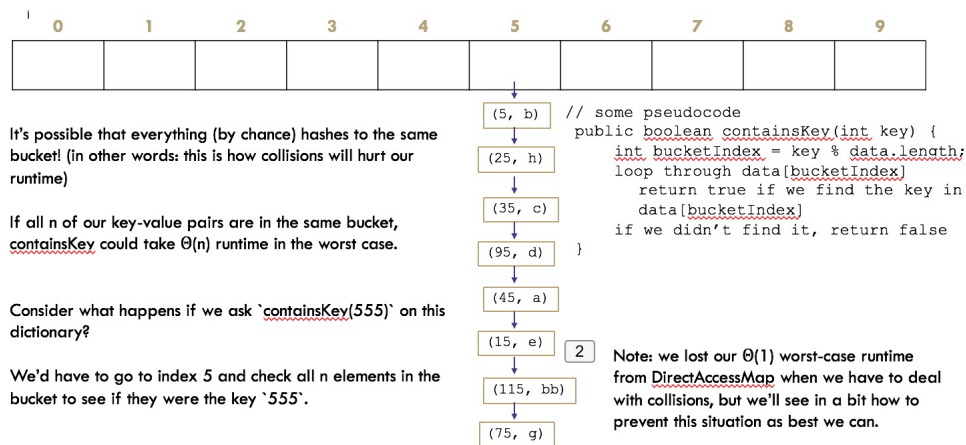 i
0 1 2 3 4 5 6 7 8 9
It's possible that everything (by chance) hashes to the same
bucket! (in other words: this is how collisions will hurt our
runtime)
If all n of our key-value pairs are in the same bucket,
containsKey could take Θ(n) runtime in the worst case.
Consider what happens if we ask `containsKey(555)` on this
dictionary?
We'd have to go to index 5 and check all n elements in the
bucket to see if they were the key `555`.
(5, b)
(25, h)
(35, c)
(95, d)
(45, a)
(15, e)
(115, bb)
(75, g)
// some pseudocode
public boolean containsKey(int key) {
int bucketIndex = key % data.length;
loop through data[bucketIndex]
return true if we find the key in
data[bucketIndex]
if we didn't find it, return false
}
2
Note: we lost our Θ(1) worst-case runtime
from DirectAccessMap when we have to deal
with collisions, but we'll see in a bit how to
prevent this situation as best we can.